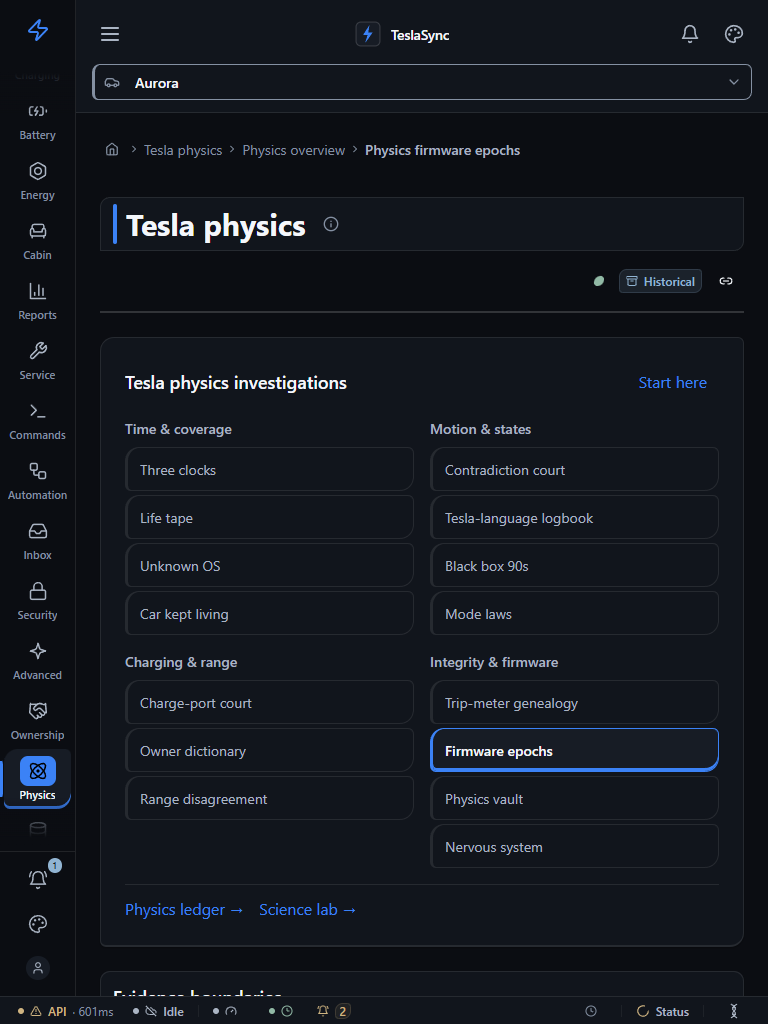 TeslaSync
Aurora
Charging
Battery
Energy
Cabin
Reports
Service
Commands
Automation
Inbox
Security
Advanced
Ownership
Physics
1
Tesla physics > Physics overview > Physics firmware epochs
Tesla physics
Historical
Tesla physics investigations
Start here
Time & coverage
Three clocks
Life tape
Unknown OS
Car kept living
Motion & states
Contradiction court
Tesla-language logbook
Black box 90s
Mode laws
Charging & range
Charge-port court
Owner dictionary
Range disagreement
Integrity & firmware
Trip-meter genealogy
Firmware epochs
Physics vault
Nervous system
Physics ledger →
Science lab →
Evidence boundaries
API · 601ms
Idle
2
Status